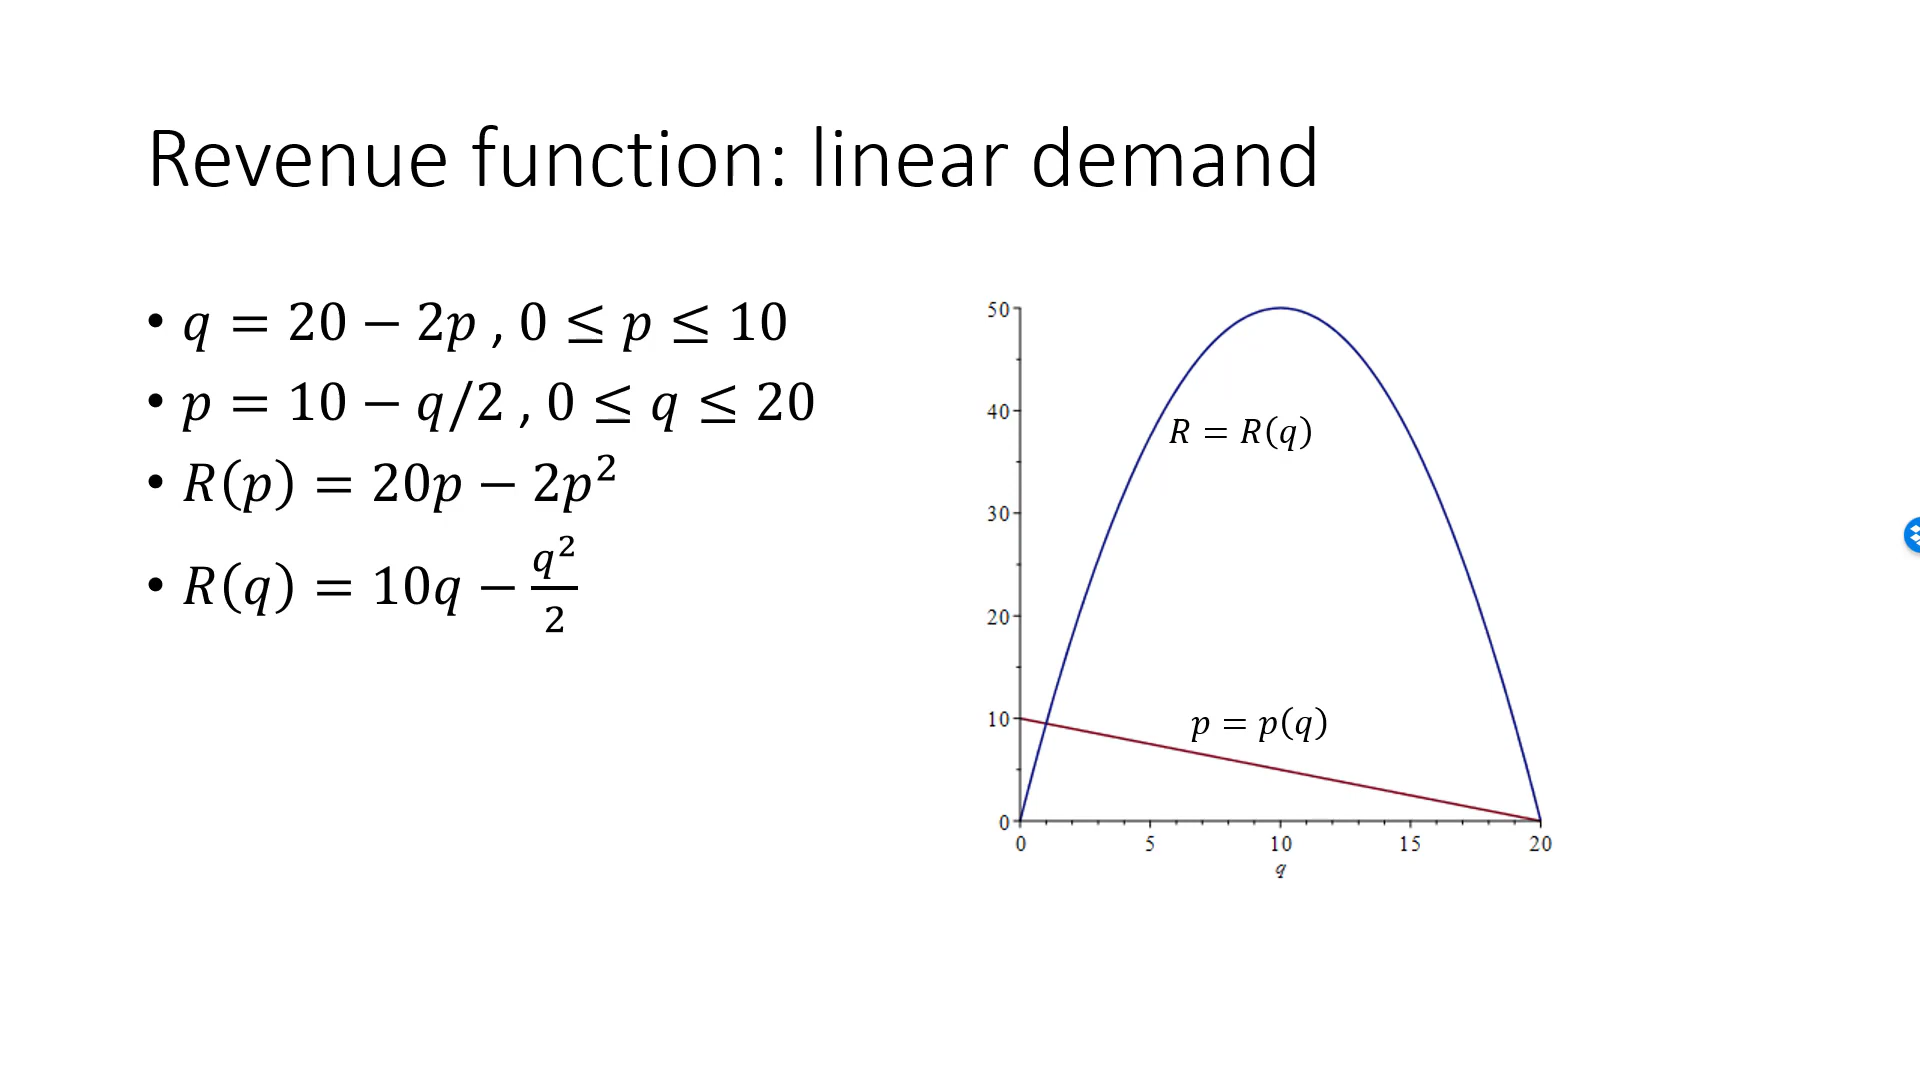 Revenue function: linear demand
• 𝑞 = 20 − 2𝑝 , 0 ≤ 𝑝 ≤ 10
• 𝑝 = 10 − 𝑞/2 , 0 ≤ 𝑞 ≤ 20
• 𝑅(𝑝) = 20𝑝 − 2𝑝²
• 𝑅(𝑞) = 10𝑞 − 𝑞²/2
50
40
𝑅 = 𝑅(𝑞)
30
20
10
𝑝 = 𝑝(𝑞)
0
0 5 10 15 20
q